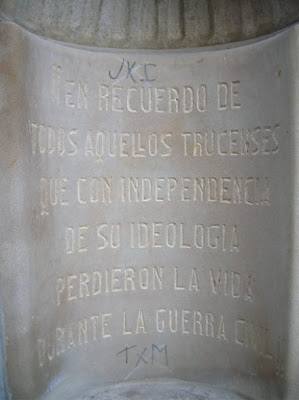 JXC
EN RECUERDO DE
TODOS AQUELLOS TRUCENSES
QUE CON INDEPENDENCIA
DE SU IDEOLOGIA
PERDIERON LA VIDA
DURANTE LA GUERRA CIVIL
TXM